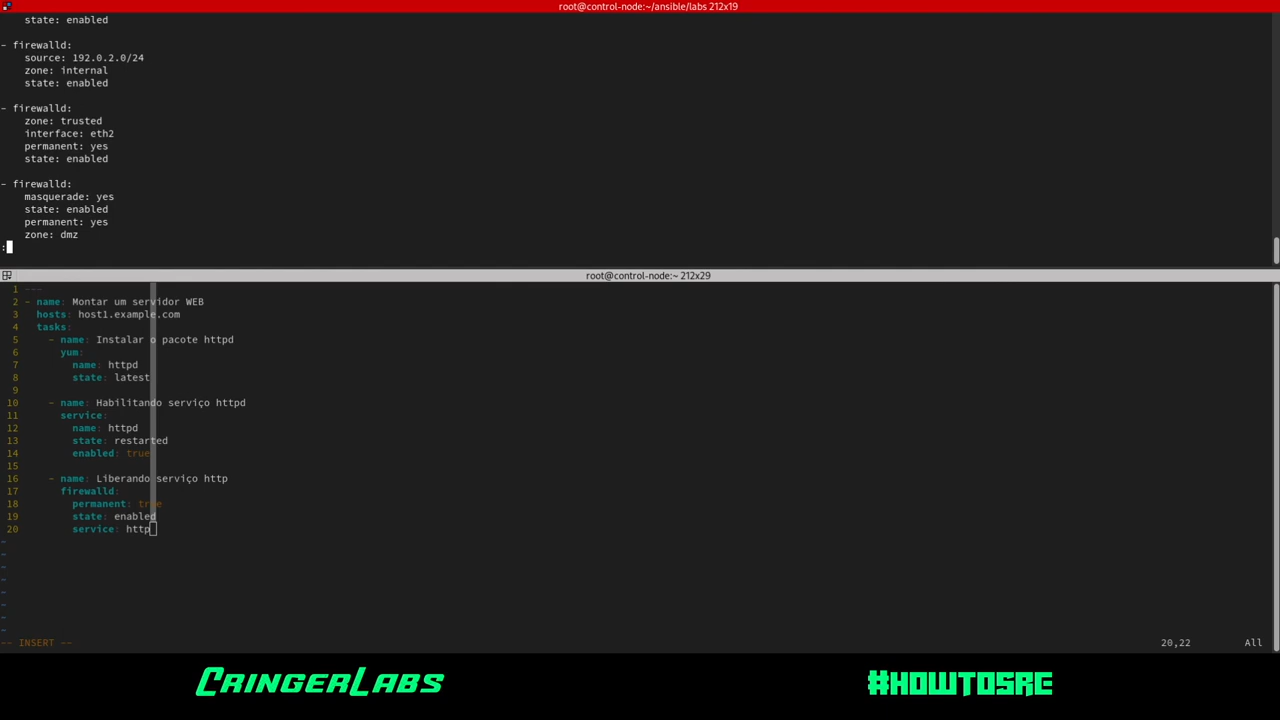 root@control-node:~/ansible/labs 212x19
state: enabled
- firewalld:
source: 192.0.2.0/24
zone: internal
state: enabled
- firewalld:
zone: trusted
interface: eth2
permanent: yes
state: enabled
- firewalld:
masquerade: yes
state: enabled
permanent: yes
zone: dmz
:
root@control-node:~ 212x29
1 ---
2 - name: Montar um servidor WEB
3 hosts: host1.example.com
4 tasks:
5 - name: Instalar o pacote httpd
6 yum:
7 name: httpd
8 state: latest
9
10 - name: Habilitando serviço httpd
11 service:
12 name: httpd
13 state: restarted
14 enabled: true
15
16 - name: Liberando serviço http
17 firewalld:
18 permanent: true
19 state: enabled
20 service: http
~
~
~
~
~
~
~
~
-- INSERT -- 20,22 All
CringerLabs #HOWTOSRE